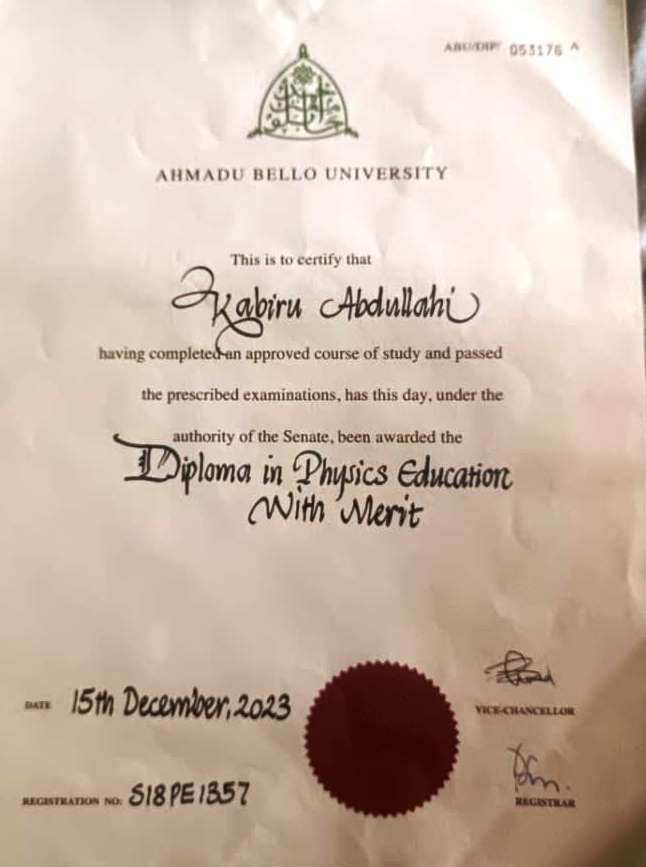 ABU/DIP/ 053176 A
AHMADU BELLO UNIVERSITY
This is to certify that
Kabiru Abdullahi
having completed an approved course of study and passed
the prescribed examinations, has this day, under the
authority of the Senate, been awarded the
Diploma in Physics Education
With Merit
DATE 15th December, 2023
VICE-CHANCELLOR
REGISTRATION NO: S18PE1357
REGISTRAR